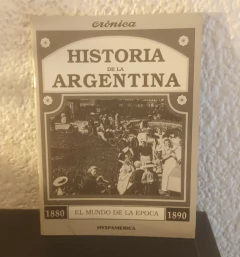 crónica
HISTORIA
DE LA
ARGENTINA
1880 EL MUNDO DE LA EPOCA 1890
HYSPAMERICA